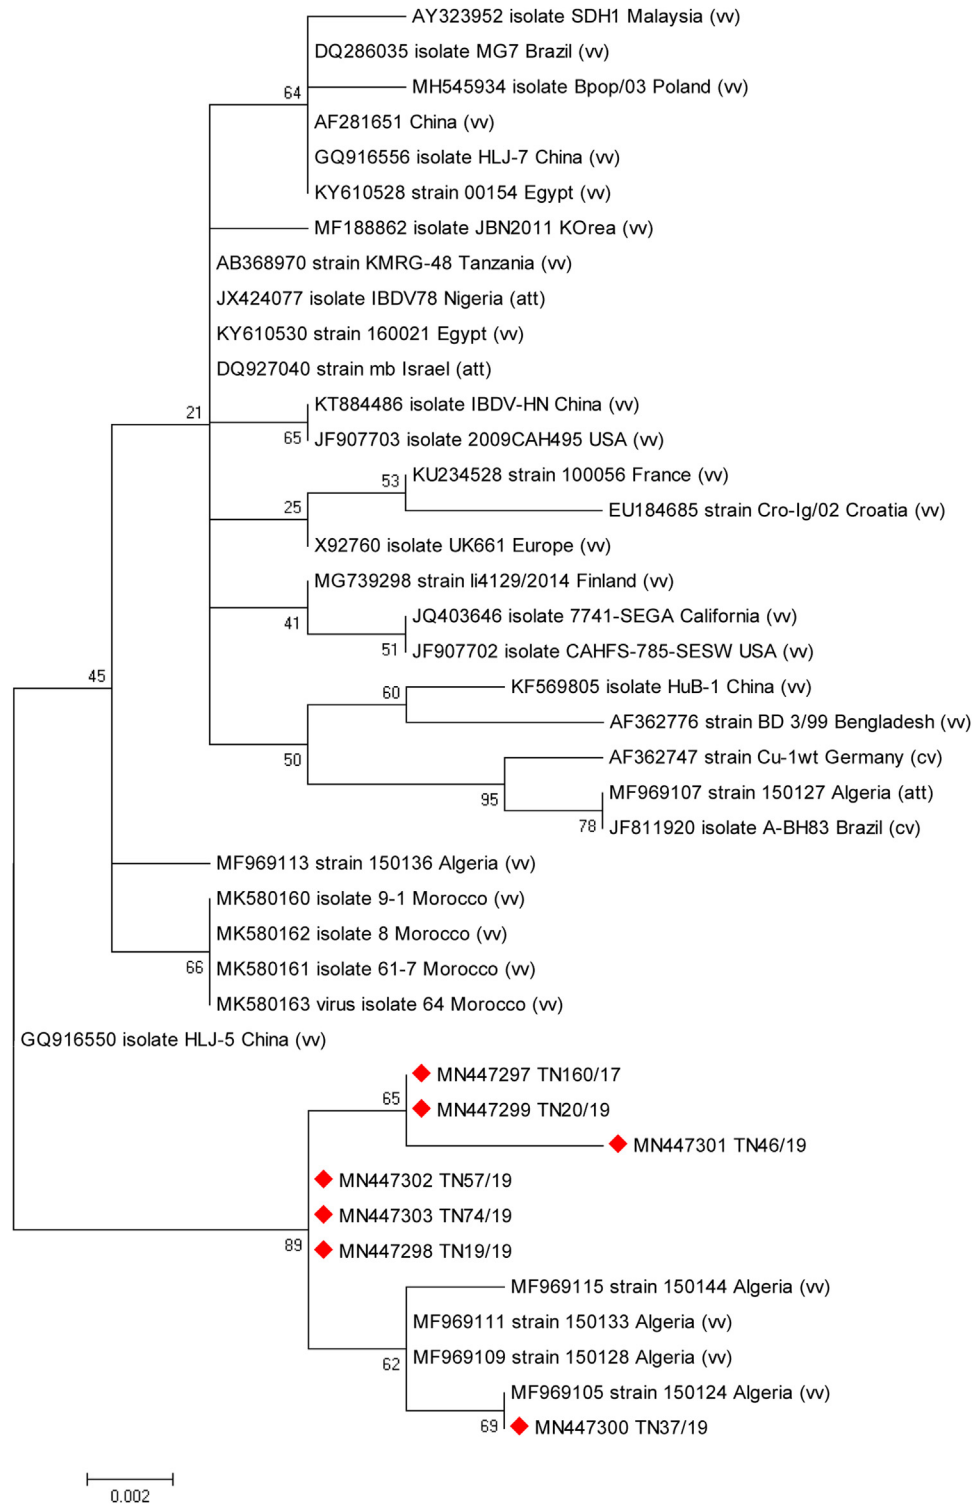 AY323952 isolate SDH1 Malaysia (vv)
DQ286035 isolate MG7 Brazil (vv)
MH545934 isolate Bpop/03 Poland (vv)
64
AF281651 China (vv)
GQ916556 isolate HLJ-7 China (vv)
KY610528 strain 00154 Egypt (vv)
MF188862 isolate JBN2011 KOrea (vv)
AB368970 strain KMRG-48 Tanzania (vv)
JX424077 isolate IBDV78 Nigeria (att)
KY610530 strain 160021 Egypt (vv)
DQ927040 strain mb Israel (att)
KT884486 isolate IBDV-HN China (vv)
21
65
JF907703 isolate 2009CAH495 USA (vv)
KU234528 strain 100056 France (vv)
53
25
EU184685 strain Cro-Ig/02 Croatia (vv)
X92760 isolate UK661 Europe (vv)
MG739298 strain li4129/2014 Finland (vv)
41
JQ403646 isolate 7741-SEGA California (vv)
51
JF907702 isolate CAHFS-785-SESW USA (vv)
45
60
KF569805 isolate HuB-1 China (vv)
AF362776 strain BD 3/99 Bengladesh (vv)
50
AF362747 strain Cu-1wt Germany (cv)
95
MF969107 strain 150127 Algeria (att)
78
JF811920 isolate A-BH83 Brazil (cv)
MF969113 strain 150136 Algeria (vv)
MK580160 isolate 9-1 Morocco (vv)
MK580162 isolate 8 Morocco (vv)
66
MK580161 isolate 61-7 Morocco (vv)
MK580163 virus isolate 64 Morocco (vv)
GQ916550 isolate HLJ-5 China (vv)
MN447297 TN160/17
65
MN447299 TN20/19
MN447301 TN46/19
MN447302 TN57/19
MN447303 TN74/19
89
MN447298 TN19/19
MF969115 strain 150144 Algeria (vv)
MF969111 strain 150133 Algeria (vv)
62
MF969109 strain 150128 Algeria (vv)
MF969105 strain 150124 Algeria (vv)
69
MN447300 TN37/19
0.002